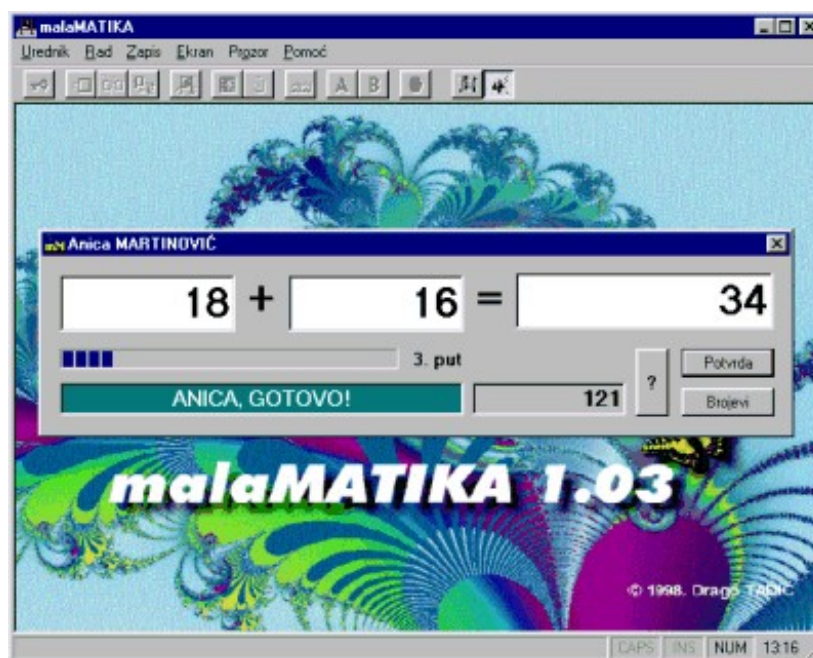 malaMATIKA
Urednik Rad Zapis Ekran Prozor Pomoć
A B
Anica MARTINOVIĆ
18 + 16 = 34
3. put
ANICA, GOTOVO! 121 ? Potvrda
Brojevi
malaMATIKA 1.03
© 1998. Drago TADIĆ
CAPS INS NUM 13:16